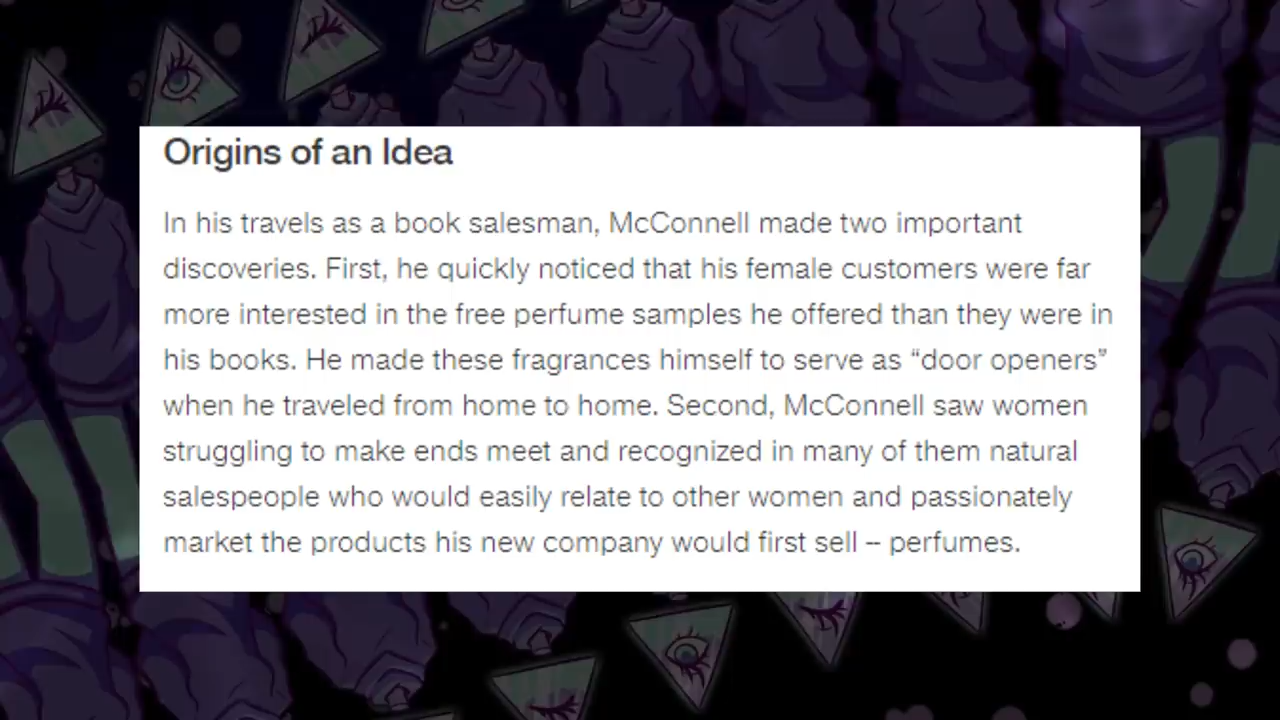 Origins of an Idea
In his travels as a book salesman, McConnell made two important
discoveries. First, he quickly noticed that his female customers were far
more interested in the free perfume samples he offered than they were in
his books. He made these fragrances himself to serve as “door openers”
when he traveled from home to home. Second, McConnell saw women
struggling to make ends meet and recognized in many of them natural
salespeople who would easily relate to other women and passionately
market the products his new company would first sell -- perfumes.